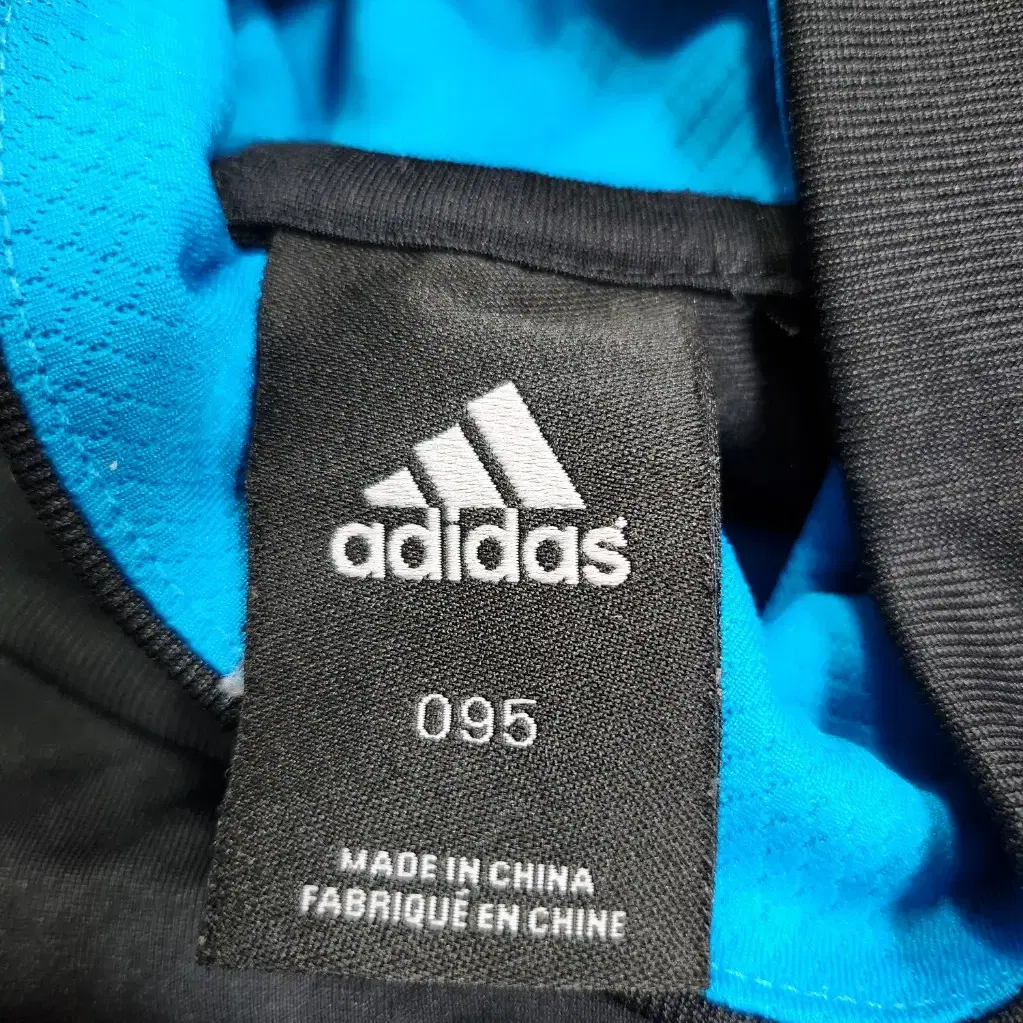 adidas
095
MADE IN CHINA
FABRIQUÉ EN CHINE